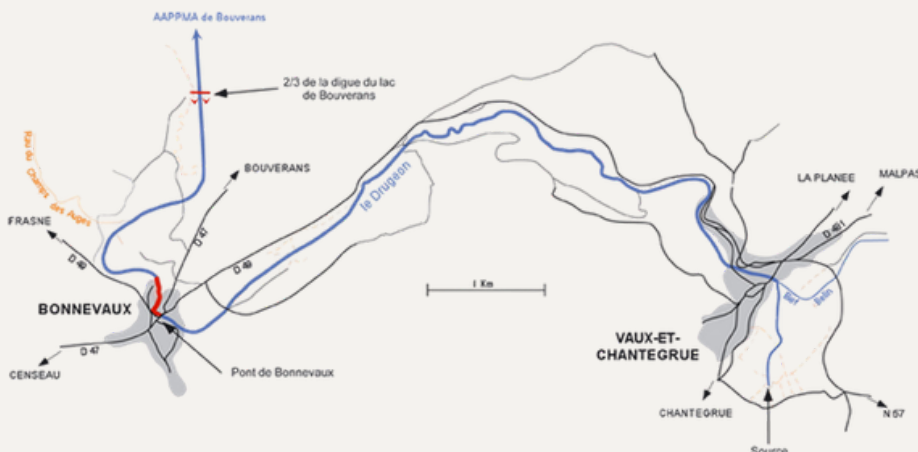 AAPPMA de Bouverans
2/3 de la digue du lac
de Bouverans
Rau du Champs des Auges
BOUVERANS
le Drugeon
LA PLANEE
MALPAS
FRASNE
D 47
D 49
D 49
D 491
1 Km
BONNEVAUX
Bief Belin
VAUX-ET-
CHANTEGRUE
D 47
CENSEAU
Pont de Bonnevaux
CHANTEGRUE
N 57
Source